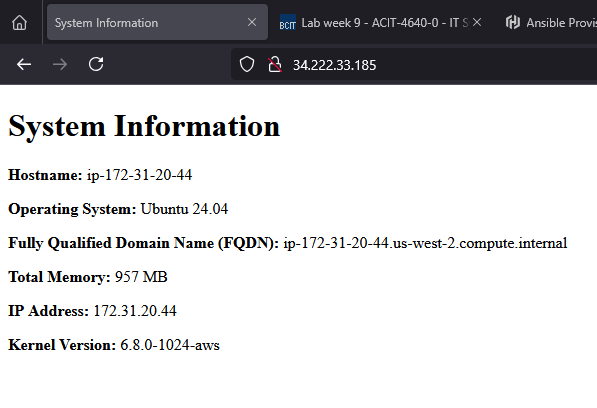 System Information
Lab week 9 - ACIT-4640-0 - IT S
Ansible Provis
34.222.33.185
System Information
Hostname: ip-172-31-20-44
Operating System: Ubuntu 24.04
Fully Qualified Domain Name (FQDN): ip-172-31-20-44.us-west-2.compute.internal
Total Memory: 957 MB
IP Address: 172.31.20.44
Kernel Version: 6.8.0-1024-aws